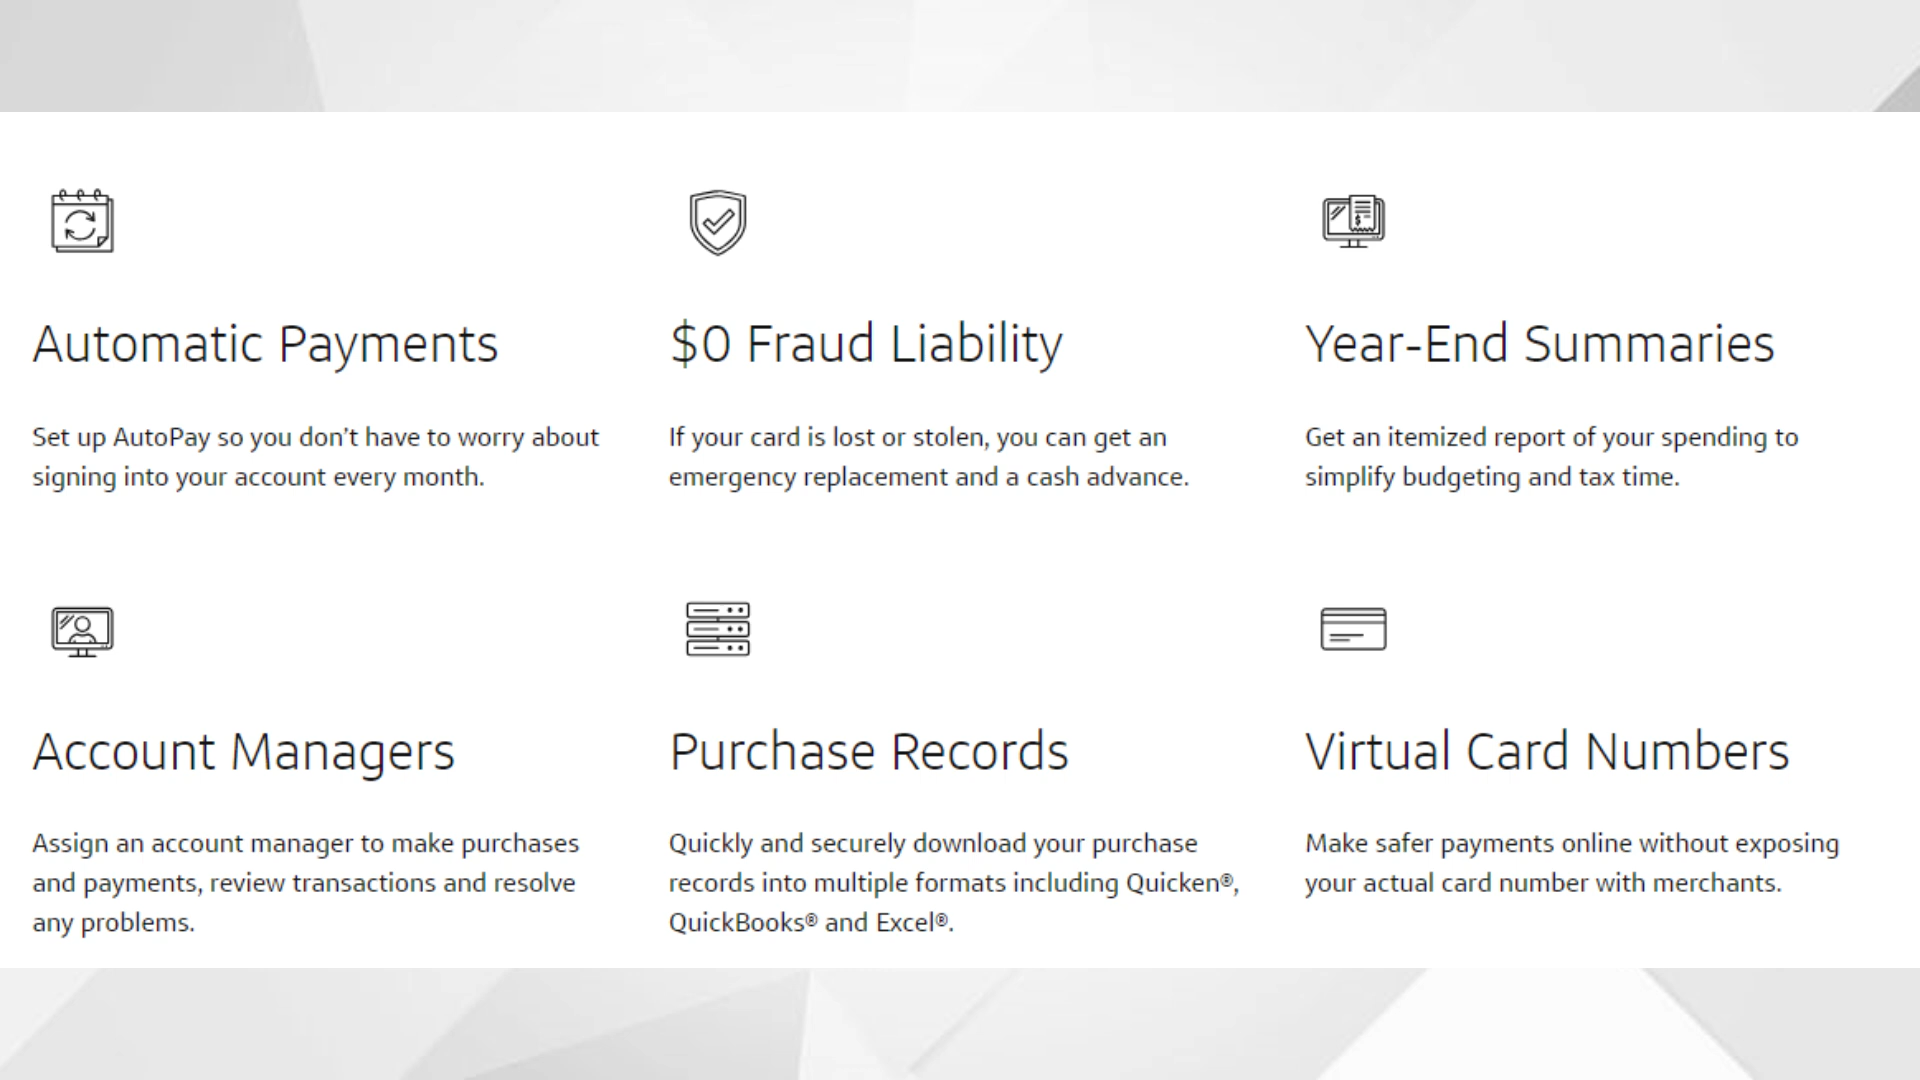 Automatic Payments
Set up AutoPay so you don’t have to worry about
signing into your account every month.
$0 Fraud Liability
If your card is lost or stolen, you can get an
emergency replacement and a cash advance.
Year-End Summaries
Get an itemized report of your spending to
simplify budgeting and tax time.
Account Managers
Assign an account manager to make purchases
and payments, review transactions and resolve
any problems.
Purchase Records
Quickly and securely download your purchase
records into multiple formats including Quicken®,
QuickBooks® and Excel®.
Virtual Card Numbers
Make safer payments online without exposing
your actual card number with merchants.